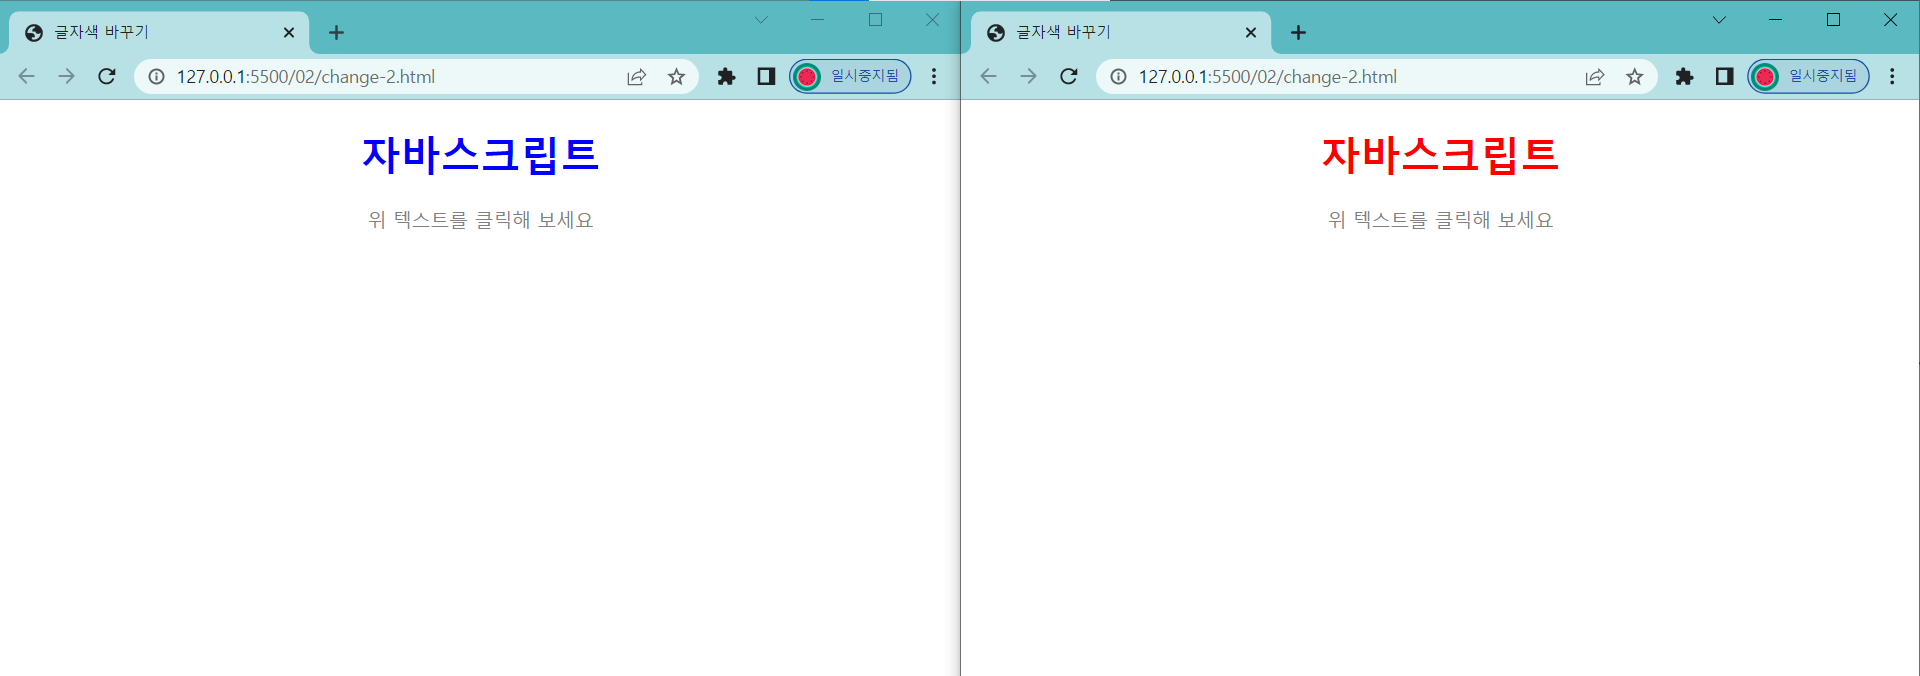 글자색 바꾸기
127.0.0.1:5500/02/change-2.html
일시중지됨
자바스크립트
위 텍스트를 클릭해 보세요
글자색 바꾸기
127.0.0.1:5500/02/change-2.html
일시중지됨
자바스크립트
위 텍스트를 클릭해 보세요